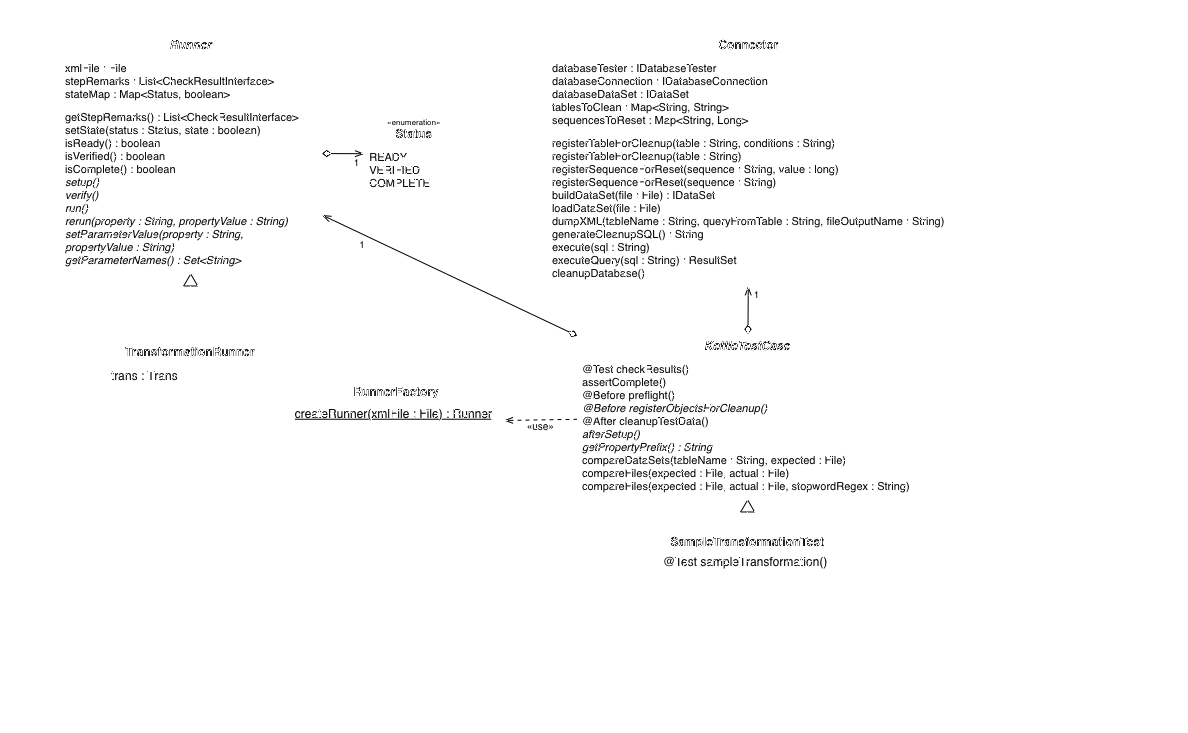 Runner
xmlFile : File
stepRemarks : List<CheckResultInterface>
stateMap : Map<Status, boolean>
getStepRemarks() : List<CheckResultInterface>
setState(status : Status, state : boolean)
isReady() : boolean
isVerified() : boolean
isComplete() : boolean
setup()
verify()
run()
rerun(property : String, propertyValue : String)
setParameterValue(property : String,
propertyValue : String)
getParameterNames() : Set<String>
«enumeration»
Status
READY
VERIFIED
COMPLETE
1
1
Connector
databaseTester : IDatabaseTester
databaseConnection : IDatabaseConnection
databaseDataSet : IDataSet
tablesToClean : Map<String, String>
sequencesToReset : Map<String, Long>
registerTableForCleanup(table : String, conditions : String)
registerTableForCleanup(table : String)
registerSequenceForReset(sequence : String, value : long)
registerSequenceForReset(sequence : String)
buildDataSet(file : File) : IDataSet
loadDataSet(file : File)
dumpXML(tableName : String, queryFromTable : String, fileOutputName : String)
generateCleanupSQL() : String
execute(sql : String)
executeQuery(sql : String) : ResultSet
cleanupDatabase()
1
TransformationRunner
trans : Trans
RunnerFactory
createRunner(xmlFile : File) : Runner
«use»
KettleTestCase
@Test checkResults()
assertComplete()
@Before preflight()
@Before registerObjectsForCleanup()
@After cleanupTestData()
afterSetup()
getPropertyPrefix() : String
compareDataSets(tableName : String, expected : File)
compareFiles(expected : File, actual : File)
compareFiles(expected : File, actual : File, stopwordRegex : String)
SampleTransformationTest
@Test sampleTransformation()